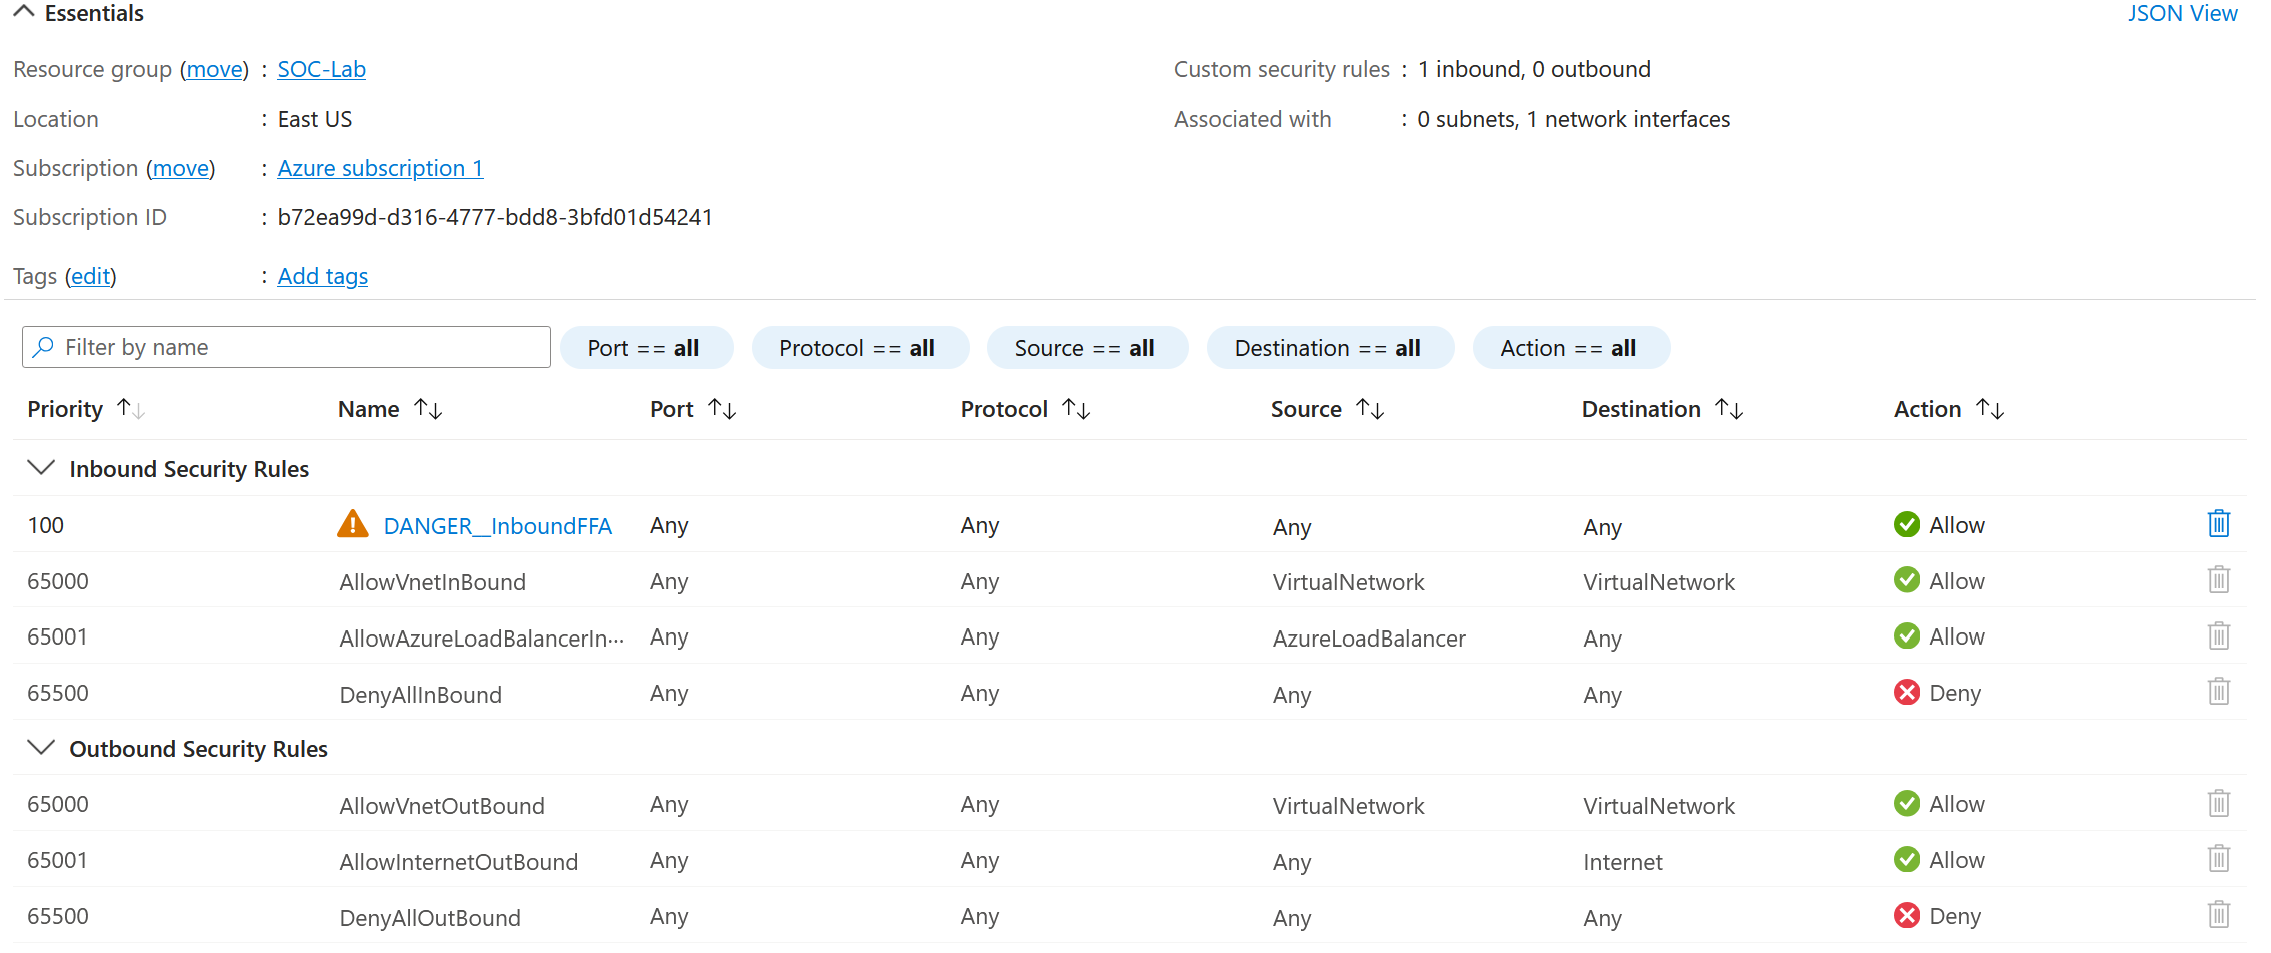 Essentials JSON View
Resource group (move) : SOC-Lab Custom security rules : 1 inbound, 0 outbound
Location : East US Associated with : 0 subnets, 1 network interfaces
Subscription (move) : Azure subscription 1
Subscription ID : b72ea99d-d316-4777-bdd8-3bfd01d54241
Tags (edit) : Add tags
Filter by name Port == all Protocol == all Source == all Destination == all Action == all
Priority Name Port Protocol Source Destination Action
Inbound Security Rules
100 DANGER__InboundFFA Any Any Any Any Allow
65000 AllowVnetInBound Any Any VirtualNetwork VirtualNetwork Allow
65001 AllowAzureLoadBalancerIn··· Any Any AzureLoadBalancer Any Allow
65500 DenyAllInBound Any Any Any Any Deny
Outbound Security Rules
65000 AllowVnetOutBound Any Any VirtualNetwork VirtualNetwork Allow
65001 AllowInternetOutBound Any Any Any Internet Allow
65500 DenyAllOutBound Any Any Any Any Deny